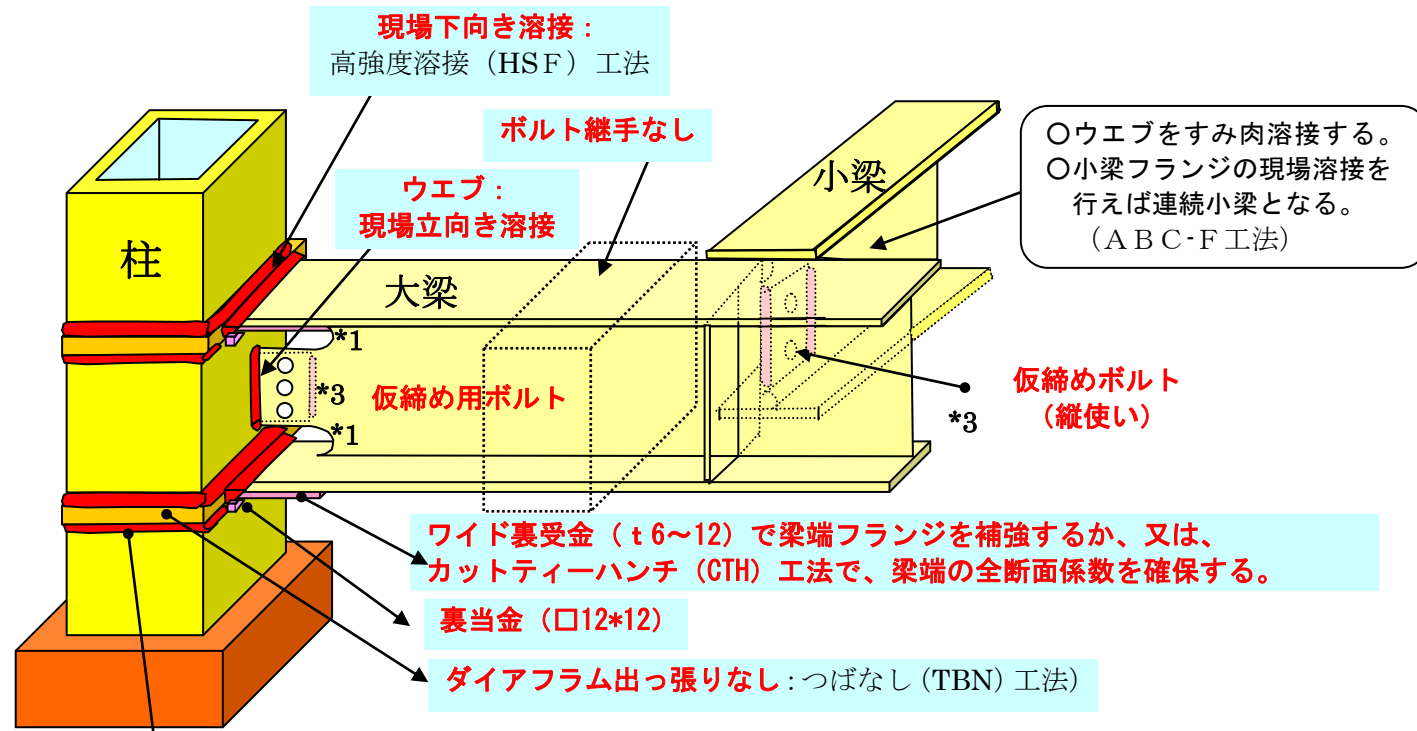 現場下向き溶接：
高強度溶接（HSＦ）工法
ボルト継手なし
ウエブ：
現場立向き溶接
小梁
〇ウエブをすみ肉溶接する。
〇小梁フランジの現場溶接を
行えば連続小梁となる。
（ＡＢＣ-Ｆ工法）
柱
大梁
*1
*3
仮締め用ボルト
*1
仮締めボルト
（縦使い）
*3
ワイド裏受金（ｔ6～12）で梁端フランジを補強するか、又は、
カットティーハンチ（CTH）工法で、梁端の全断面係数を確保する。
裏当金（□12*12）
ダイアフラム出っ張りなし：つばなし（TBN）工法）